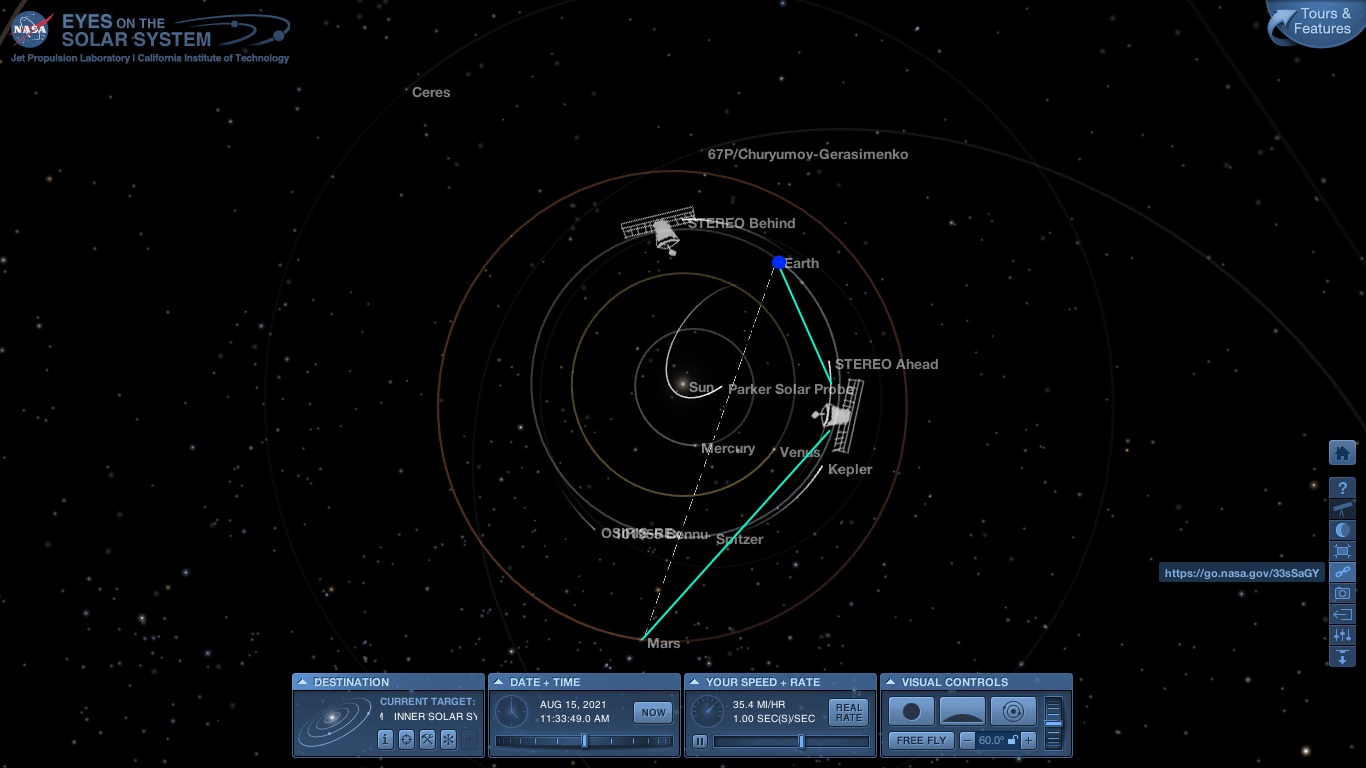 NASA
EYES ON THE
SOLAR SYSTEM
Jet Propulsion Laboratory | California Institute of Technology
Tours &
Features
Ceres
67P/Churyumov-Gerasimenko
STEREO Behind
Earth
STEREO Ahead
Sun
Parker Solar Probe
Mercury
Venus
Kepler
Spitzer
https://go.nasa.gov/33sSaGY
Mars
DESTINATION
CURRENT TARGET:
INNER SOLAR SY
DATE + TIME
AUG 15, 2021
11:33:49.0 AM
NOW
YOUR SPEED + RATE
35.4 MI/HR
1.00 SEC(S)/SEC
REAL
RATE
VISUAL CONTROLS
FREE FLY
60.0°